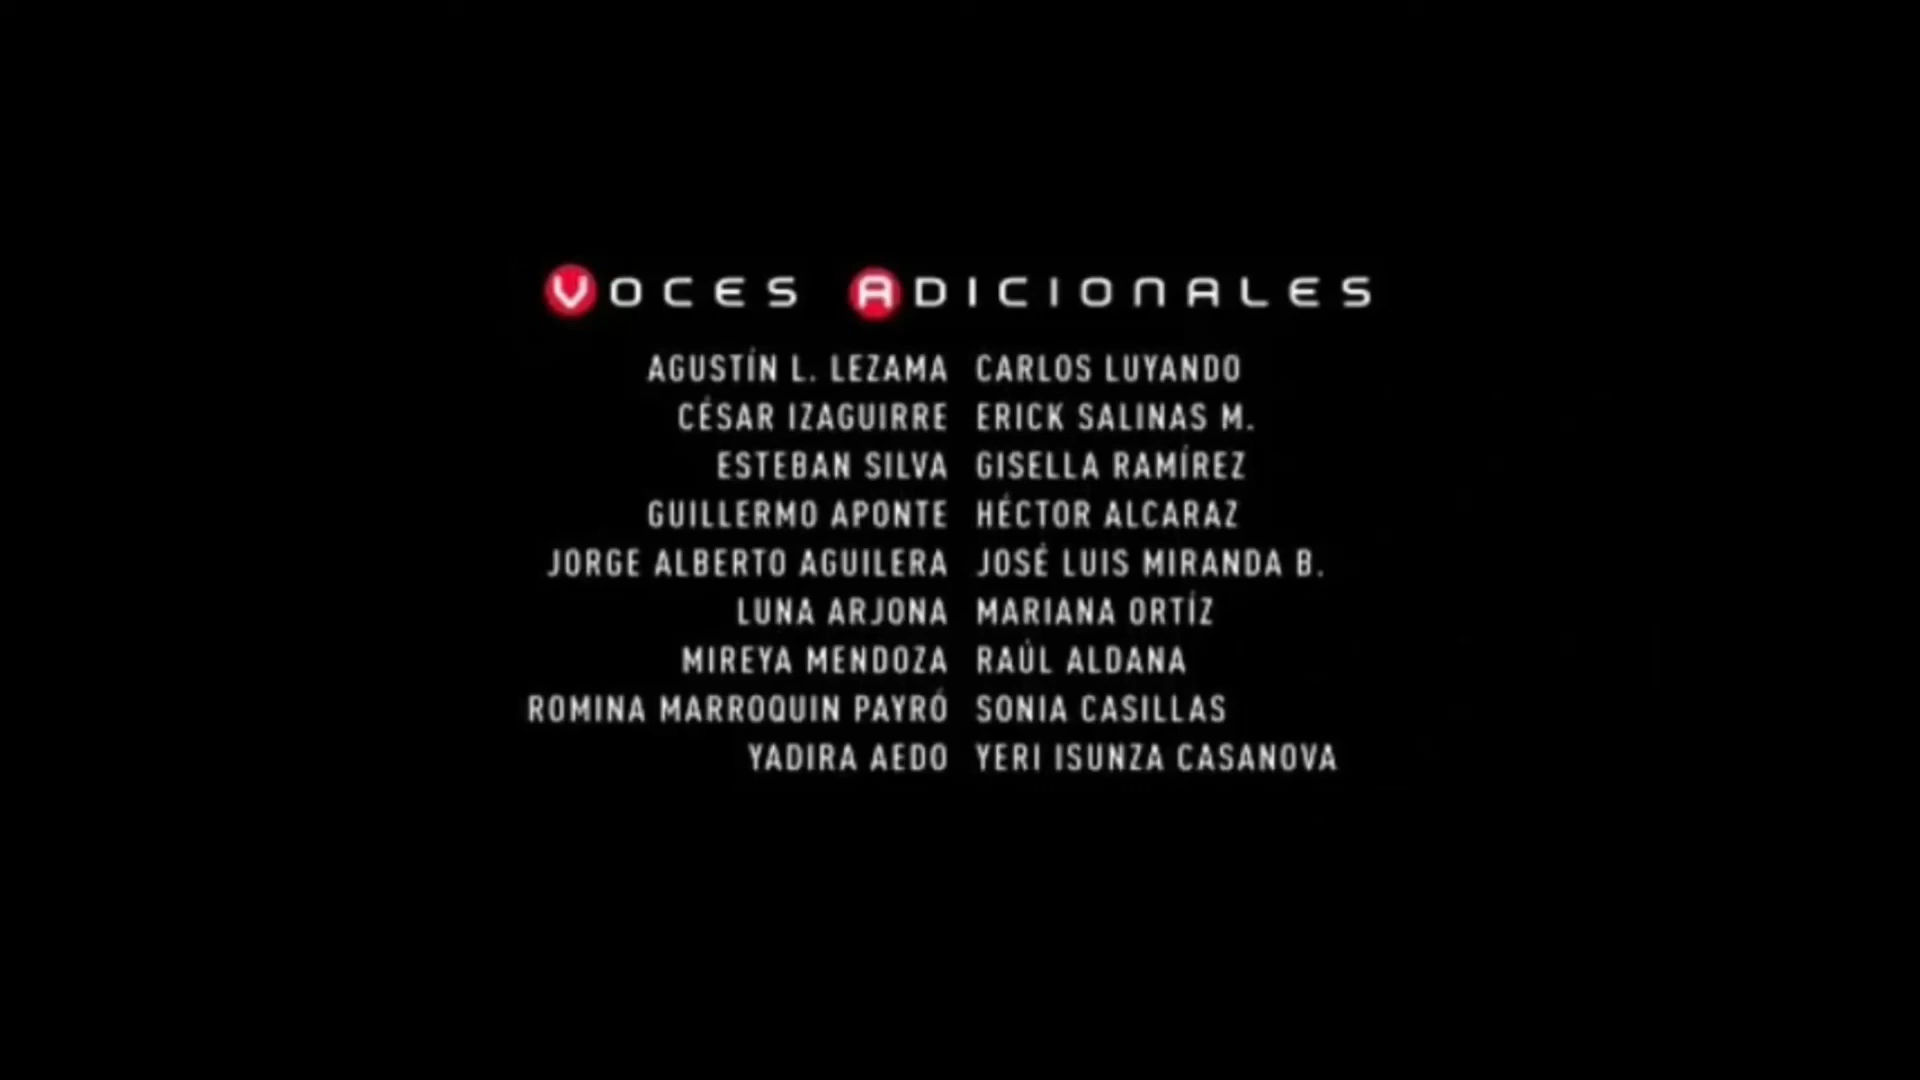 VOCES ADICIONALES
AGUSTÍN L. LEZAMA CARLOS LUYANDO
CÉSAR IZAGUIRRE ERICK SALINAS M.
ESTEBAN SILVA GISELLA RAMÍREZ
GUILLERMO APONTE HÉCTOR ALCARAZ
JORGE ALBERTO AGUILERA JOSÉ LUIS MIRANDA B.
LUNA ARJONA MARIANA ORTÍZ
MIREYA MENDOZA RAÚL ALDANA
ROMINA MARROQUIN PAYRÓ SONIA CASILLAS
YADIRA AEDO YERI ISUNZA CASANOVA